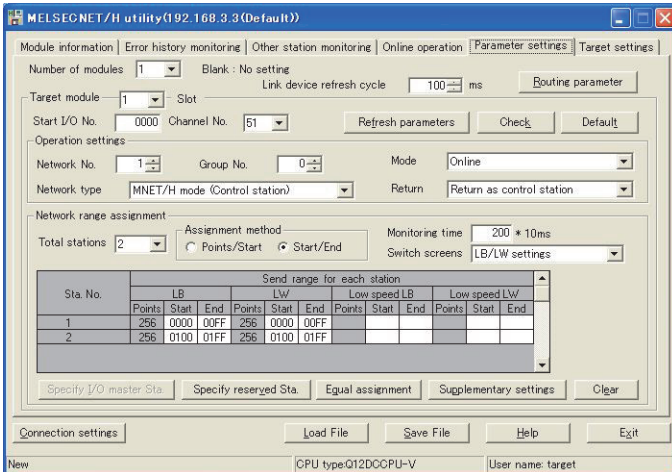 MELSECNET/H utility(192.168.3.3(Default))
Module information Error history monitoring Other station monitoring Online operation Parameter settings Target settings
Number of modules 1 Blank : No setting
Link device refresh cycle 100 ms Routing parameter
Target module 1 Slot
Start I/O No. 0000 Channel No. 51 Refresh parameters Check Default
Operation settings
Network No. 1 Group No. 0 Mode Online
Network type MNET/H mode (Control station) Return Return as control station
Network range assignment
Total stations 2 Assignment method Points/Start Start/End Monitoring time 200 * 10ms
Switch screens LB/LW settings
Sta. No. Send range for each station
LB LW Low speed LB Low speed LW
Points Start End Points Start End Points Start End Points Start End
1 256 0000 00FF 256 0000 00FF
2 256 0100 01FF 256 0100 01FF
Specify I/O master Sta. Specify reserved Sta. Equal assignment Supplementary settings Clear
Connection settings Load File Save File Help Exit
New CPU type:Q12DCCPU-V User name: target